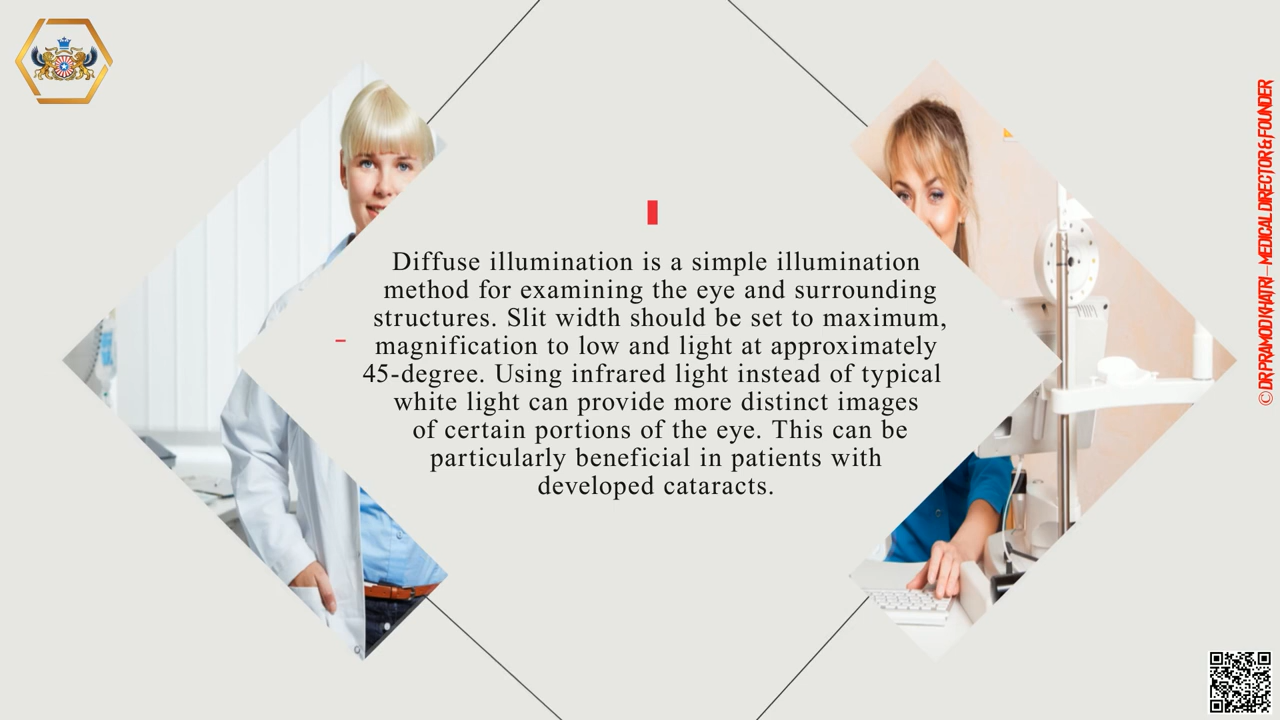 Diffuse illumination is a simple illumination
method for examining the eye and surrounding
structures. Slit width should be set to maximum,
magnification to low and light at approximately
45-degree. Using infrared light instead of typical
white light can provide more distinct images
of certain portions of the eye. This can be
particularly beneficial in patients with
developed cataracts.
© DR PRAMOD KHATRI – MEDICAL DIRECTOR & FOUNDER